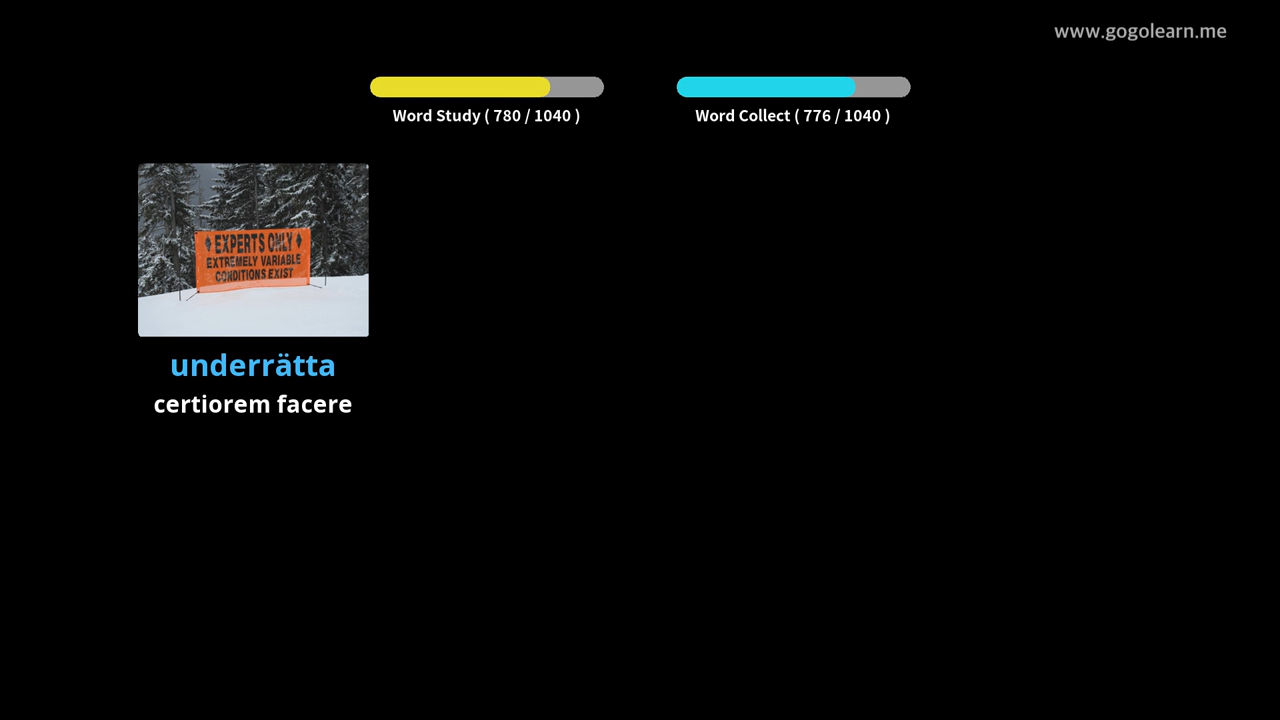 www.gogolearn.me
Word Study ( 780 / 1040 )
Word Collect ( 776 / 1040 )
EXPERTS ONLY
EXTREMELY VARIABLE
CONDITIONS EXIST
underrätta
certiorem facere